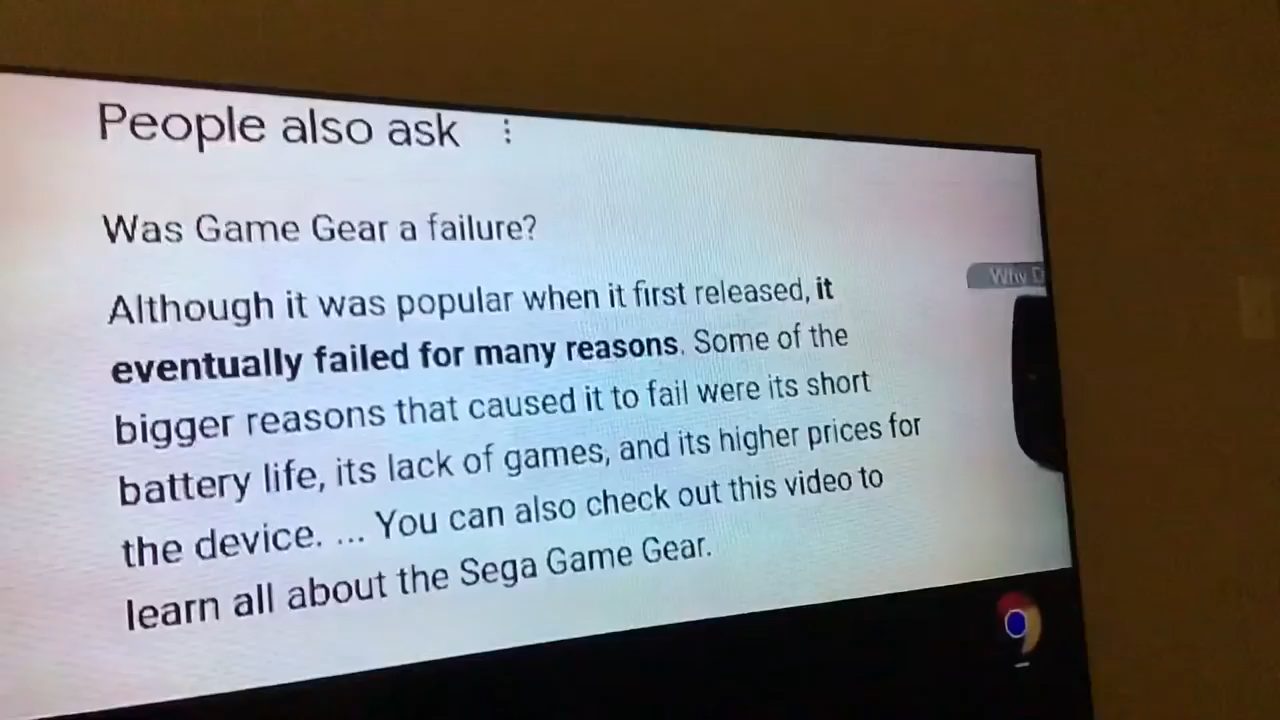 People also ask
Was Game Gear a failure?
Although it was popular when it first released, it
eventually failed for many reasons. Some of the
bigger reasons that caused it to fail were its short
battery life, its lack of games, and its higher prices for
the device. ... You can also check out this video to
learn all about the Sega Game Gear.
Why